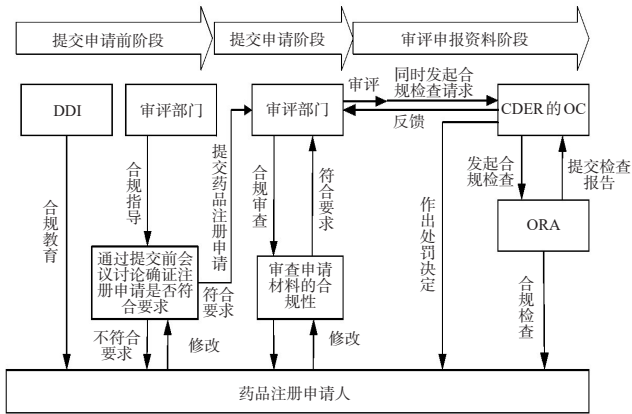 提交申请前阶段
提交申请阶段
审评申报资料阶段
DDI
审评部门
审评部门
审评
同时发起合
规检查请求
反馈
CDER的OC
合规教育
合规指导
提交药品注册申请
合规审查
符合要求
作出处罚决定
发起合
规检查
提交检查
报告
ORA
通过提交前会
议讨论确证注
册申请是否符
合要求
符合
要求
审查申请
材料的合
规性
合规检查
不符合
要求
修改
修改
药品注册申请人